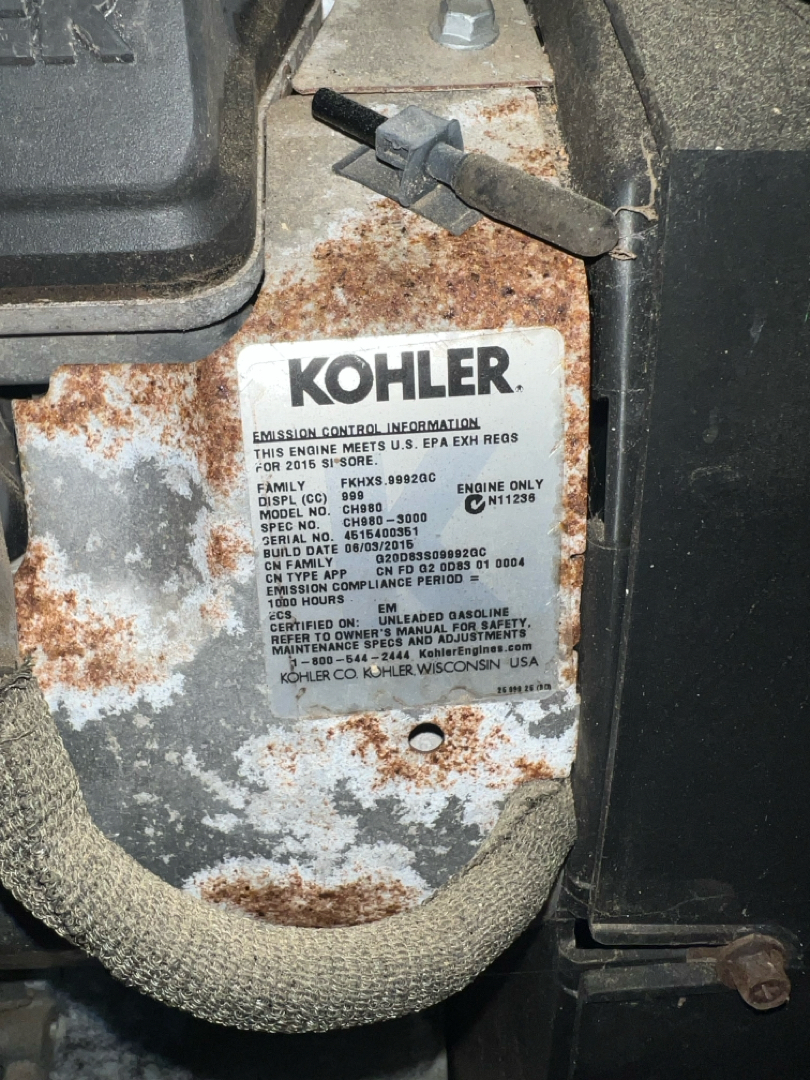 ER
KOHLER.
EMISSION CONTROL INFORMATION
THIS ENGINE MEETS U.S. EPA EXH REGS
FOR 2015 SI SORE.
FAMILY FKHXS.9992GC
DISPL (CC) 999 ENGINE ONLY
MODEL NO. CH980 N11236
SPEC NO. CH980-3000
SERIAL NO. 4515400351
BUILD DATE 06/03/2015
CN FAMILY G20D83S09992GC
CN TYPE APP CN FD G2 0D83 01 0004
EMISSION COMPLIANCE PERIOD =
1000 HOURS
ECS EM
CERTIFIED ON: UNLEADED GASOLINE
REFER TO OWNER'S MANUAL FOR SAFETY,
MAINTENANCE SPECS AND ADJUSTMENTS
1-800-544-2444 KohlerEngines.com
KOHLER CO. KOHLER, WISCONSIN USA